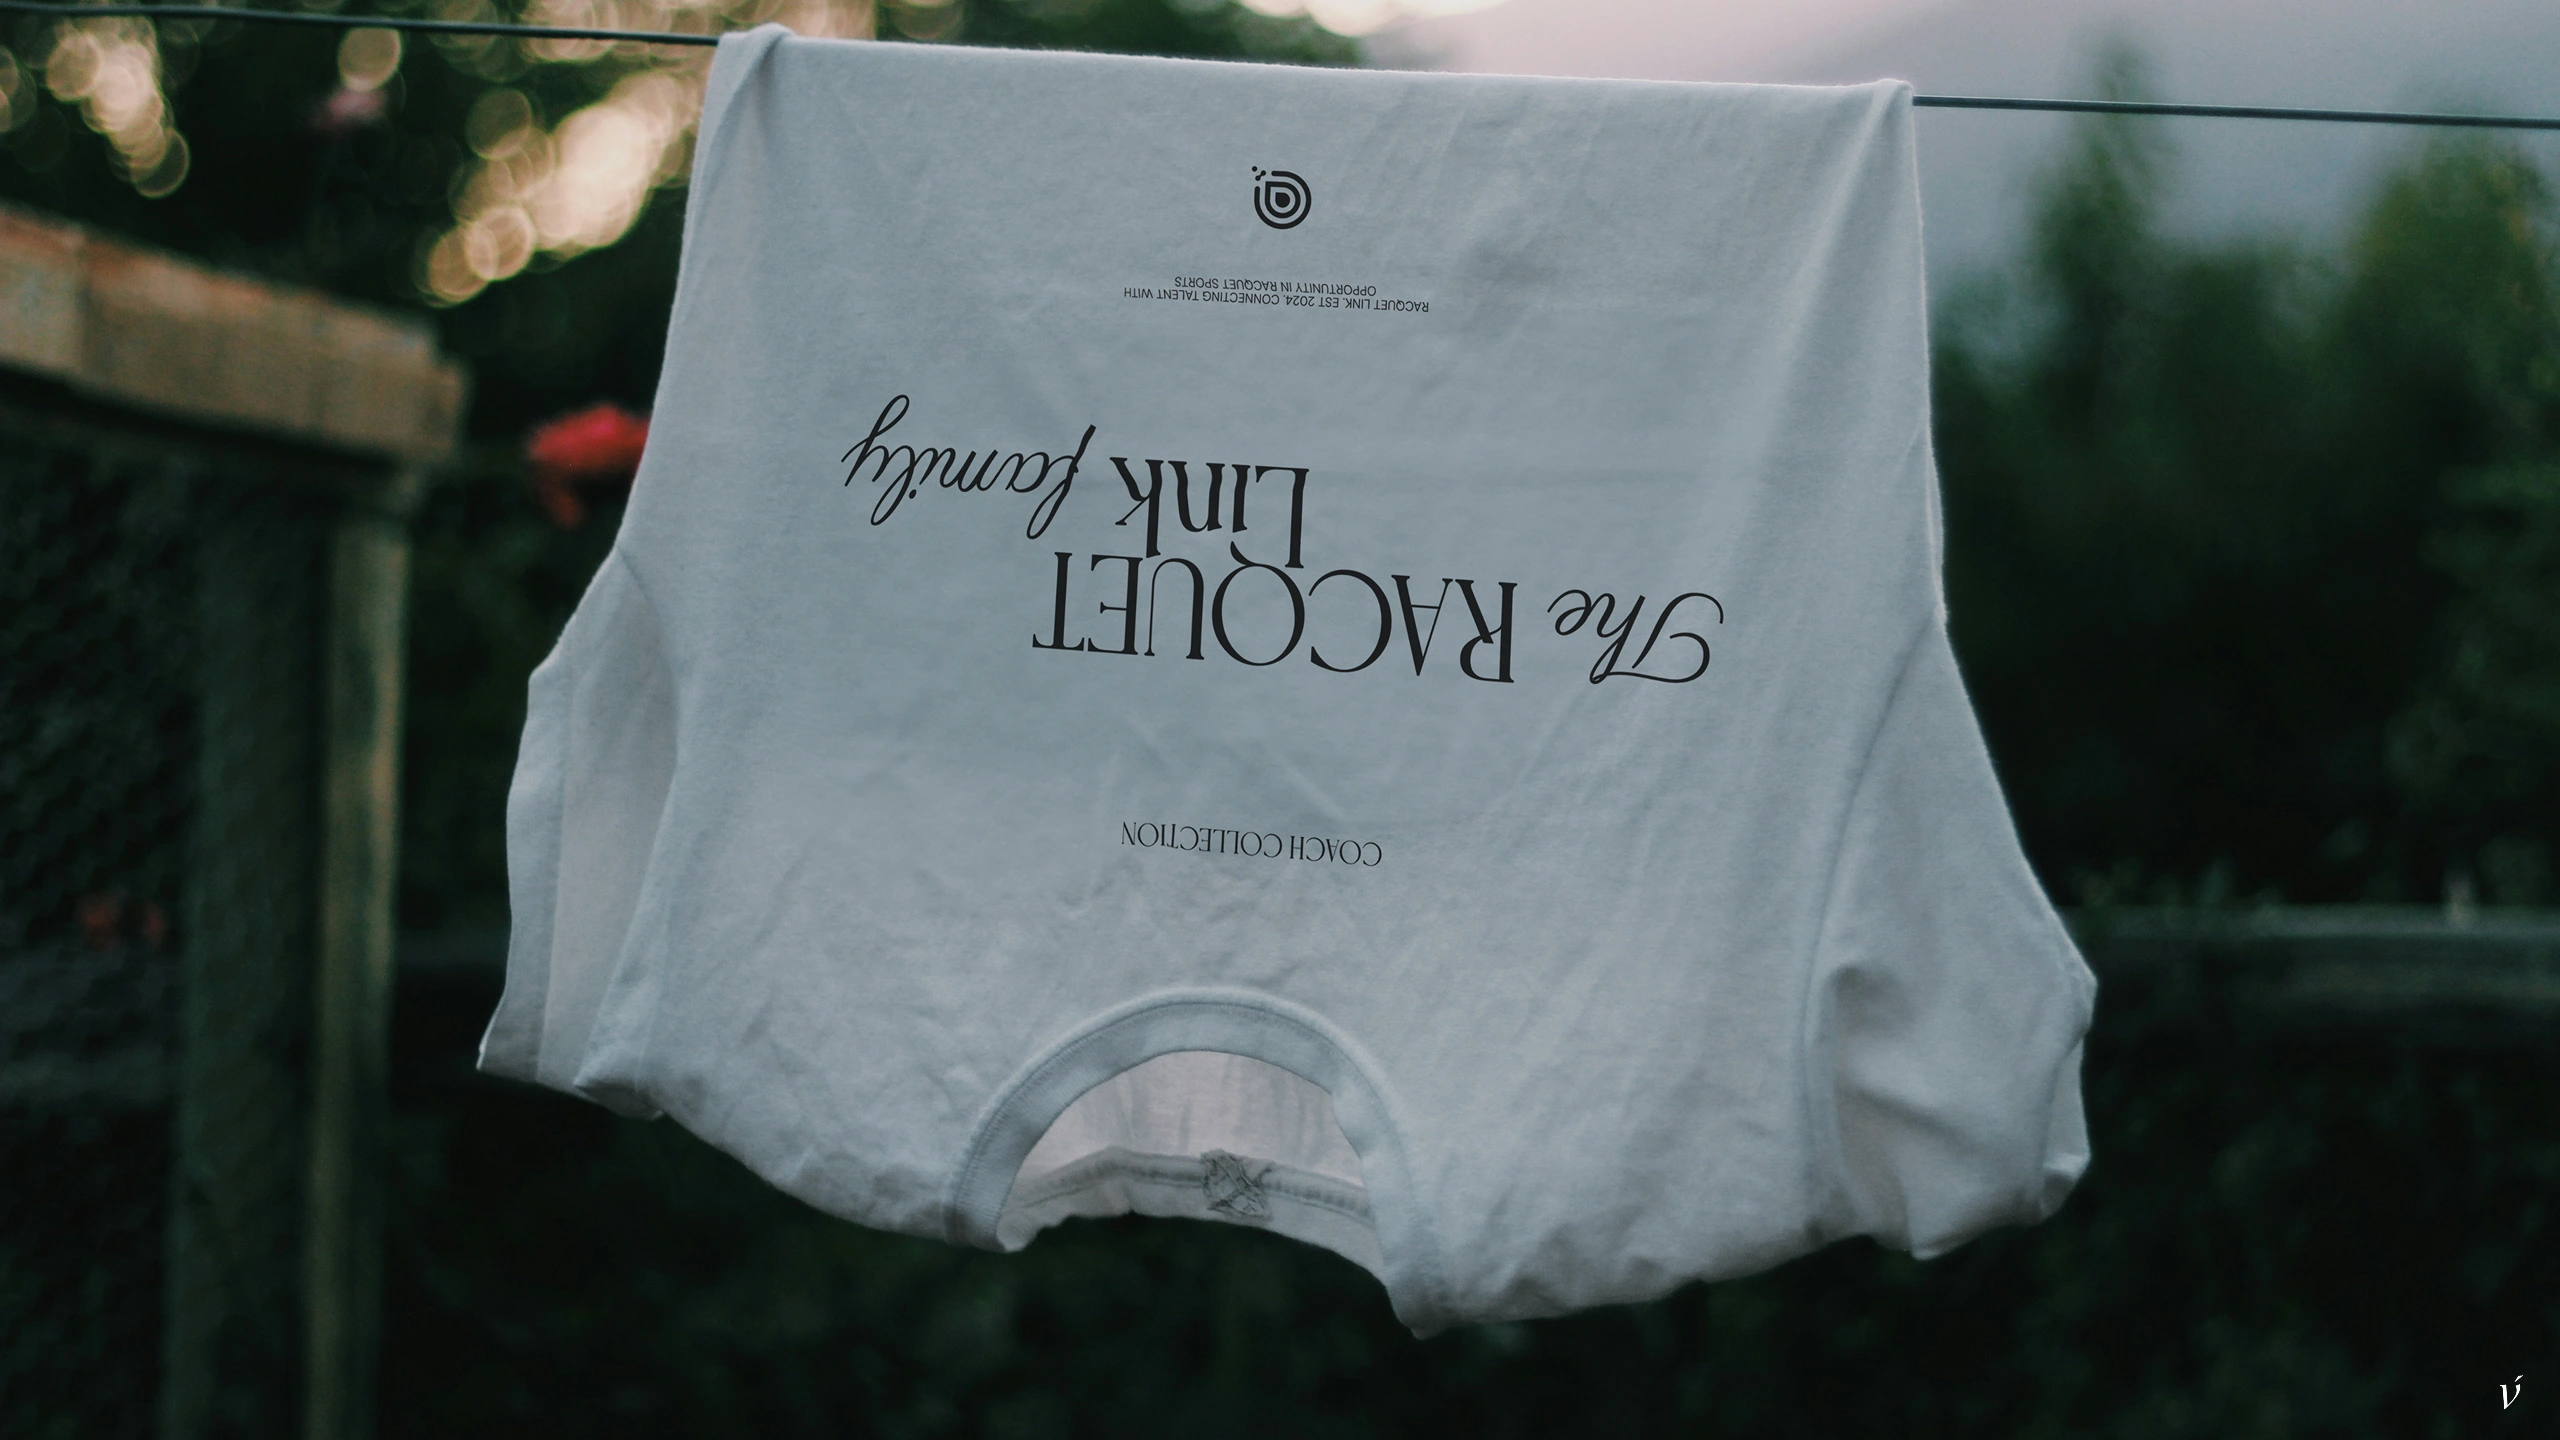 COACH COLLECTION
The RACQUET
Link family
RACQUET LINK. EST 2024. CONNECTING TALENT WITH
OPPORTUNITY IN RACQUET SPORTS
ν́